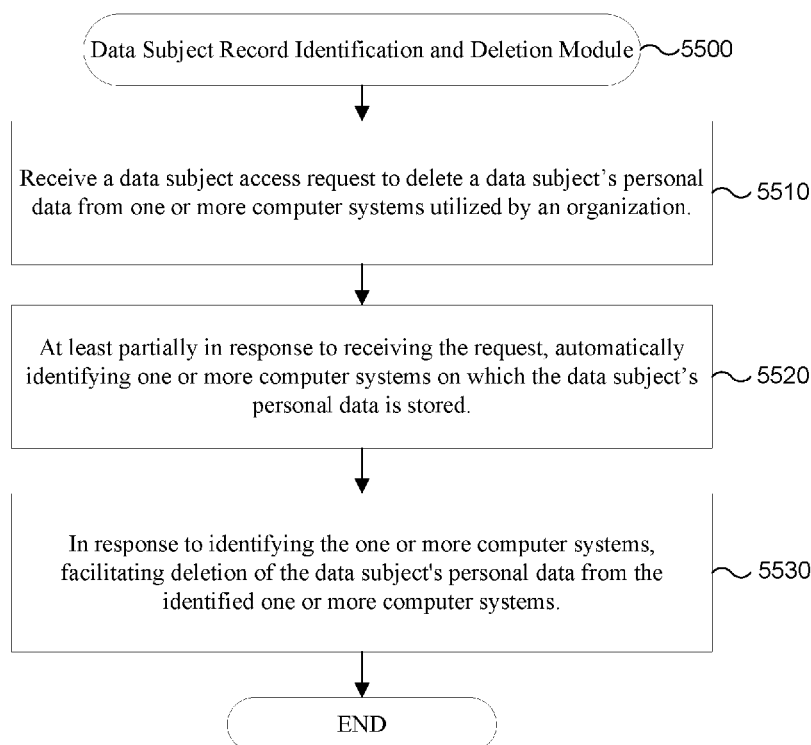 Data Subject Record Identification and Deletion Module
5500
Receive a data subject access request to delete a data subject’s personal
data from one or more computer systems utilized by an organization.
5510
At least partially in response to receiving the request, automatically
identifying one or more computer systems on which the data subject’s
personal data is stored.
5520
In response to identifying the one or more computer systems,
facilitating deletion of the data subject's personal data from the
identified one or more computer systems.
5530
END